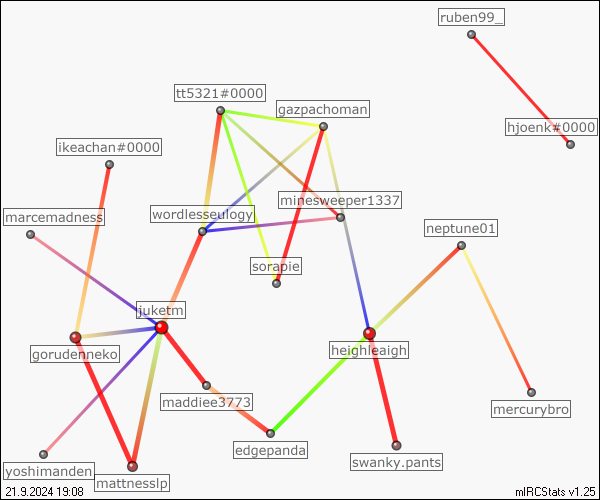 ruben99_
tt5321#0000
gazpachoman
hjoenk#0000
ikeachan#0000
minesweeper1337
marcemadness
wordlesseulogy
neptune01
sorapie
juketm
gorudenneko
heighleaigh
maddiee3773
mercurybro
edgepanda
swanky.pants
yoshimanden
mattnesslp
21.9.2024 19:08
mIRCStats v1.25